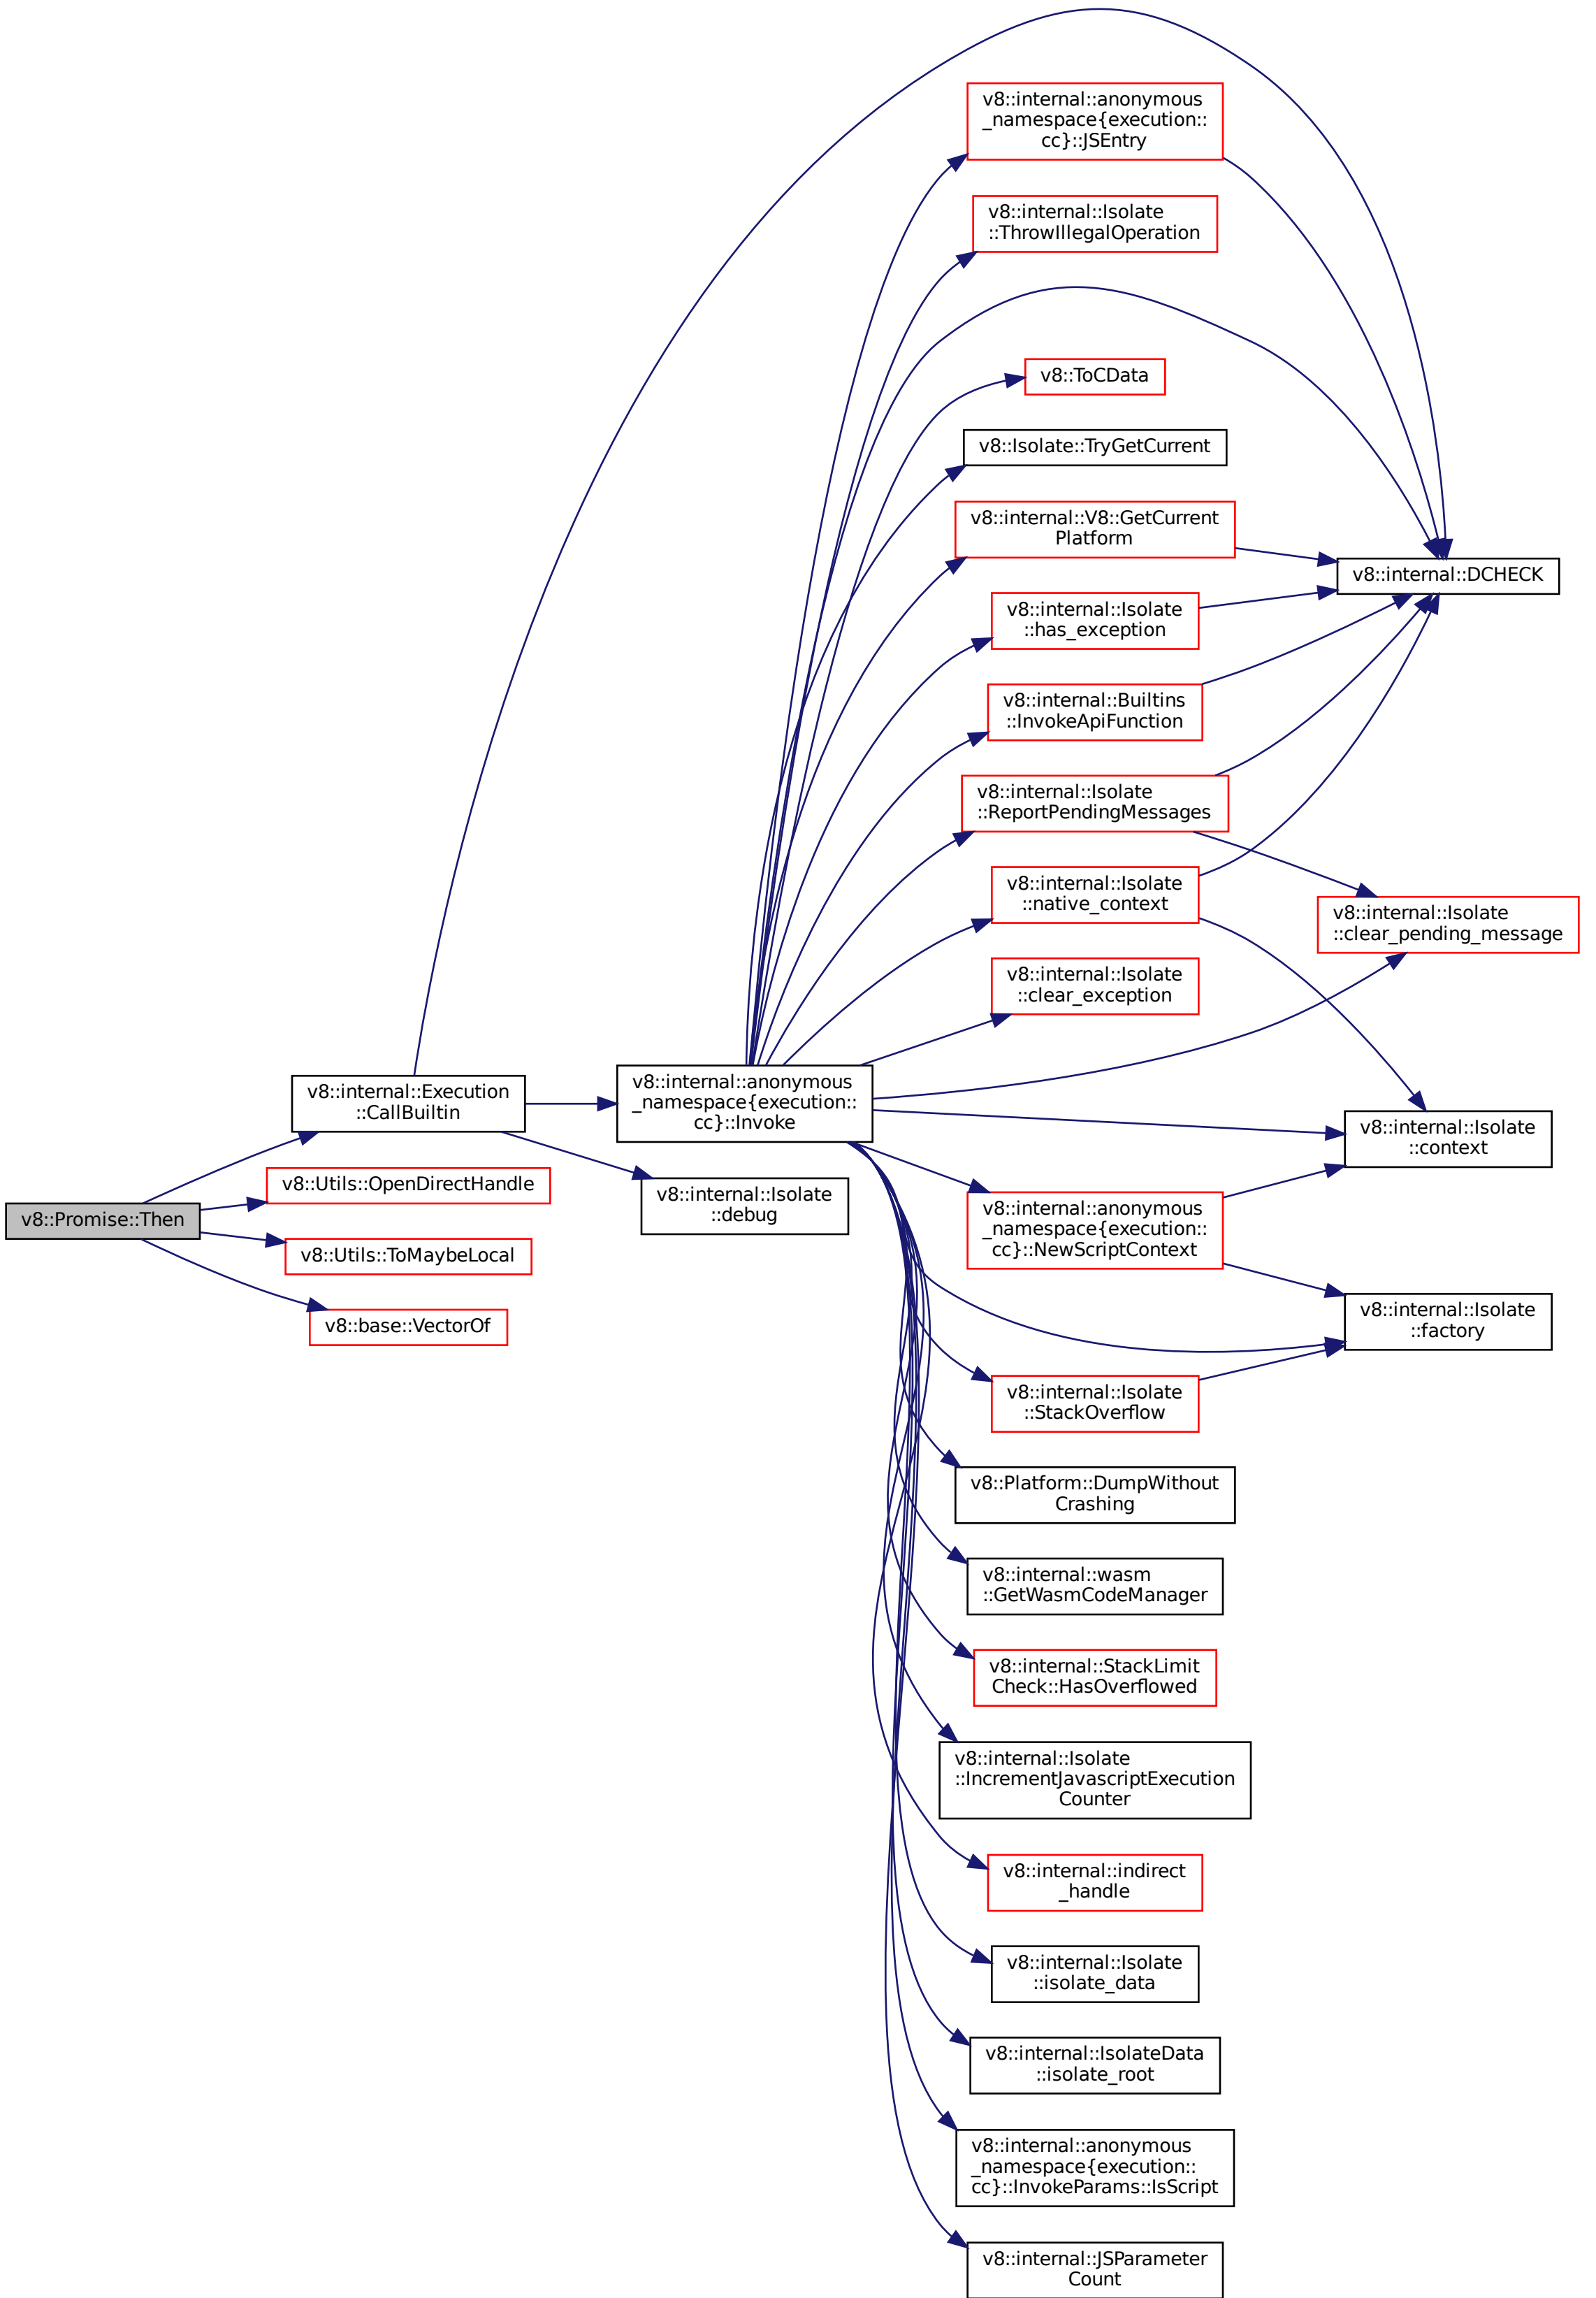 v8::Promise::Then
v8::internal::Execution
::CallBuiltin
v8::Utils::OpenDirectHandle
v8::Utils::ToMaybeLocal
v8::base::VectorOf
v8::internal::anonymous
_namespace{execution::
cc}::Invoke
v8::internal::Isolate
::debug
v8::internal::anonymous
_namespace{execution::
cc}::JSEntry
v8::internal::Isolate
::ThrowIllegalOperation
v8::ToCData
v8::Isolate::TryGetCurrent
v8::internal::V8::GetCurrent
Platform
v8::internal::Isolate
::has_exception
v8::internal::Builtins
::InvokeApiFunction
v8::internal::Isolate
::ReportPendingMessages
v8::internal::Isolate
::native_context
v8::internal::Isolate
::clear_exception
v8::internal::anonymous
_namespace{execution::
cc}::NewScriptContext
v8::internal::Isolate
::StackOverflow
v8::Platform::DumpWithout
Crashing
v8::internal::wasm
::GetWasmCodeManager
v8::internal::StackLimit
Check::HasOverflowed
v8::internal::Isolate
::IncrementJavascriptExecution
Counter
v8::internal::indirect
_handle
v8::internal::Isolate
::isolate_data
v8::internal::IsolateData
::isolate_root
v8::internal::anonymous
_namespace{execution::
cc}::InvokeParams::IsScript
v8::internal::JSParameter
Count
v8::internal::DCHECK
v8::internal::Isolate
::clear_pending_message
v8::internal::Isolate
::context
v8::internal::Isolate
::factory